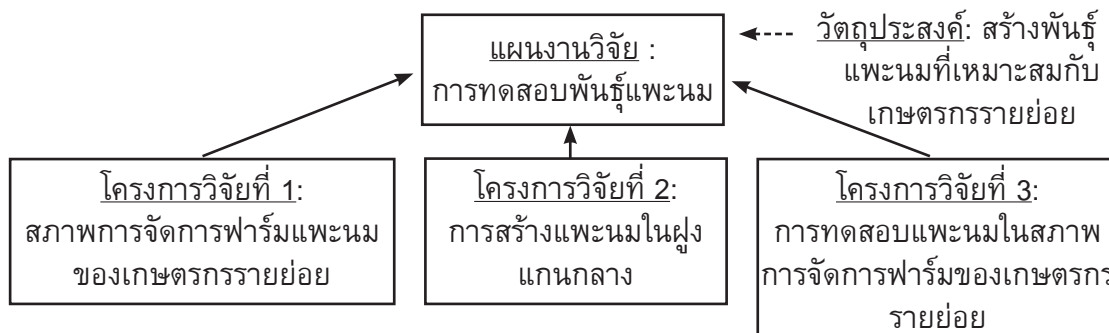 แผนงานวิจัย :
การทดสอบพันธุ์แพะนม
วัตถุประสงค์: สร้างพันธุ์
แพะนมที่เหมาะสมกับ
เกษตรกรรายย่อย
โครงการวิจัยที่ 1:
สภาพการจัดการฟาร์มแพะนม
ของเกษตรกรรายย่อย
โครงการวิจัยที่ 2:
การสร้างแพะนมในฝูง
แกนกลาง
โครงการวิจัยที่ 3:
การทดสอบแพะนมในสภาพ
การจัดการฟาร์มของเกษตรกร
รายย่อย